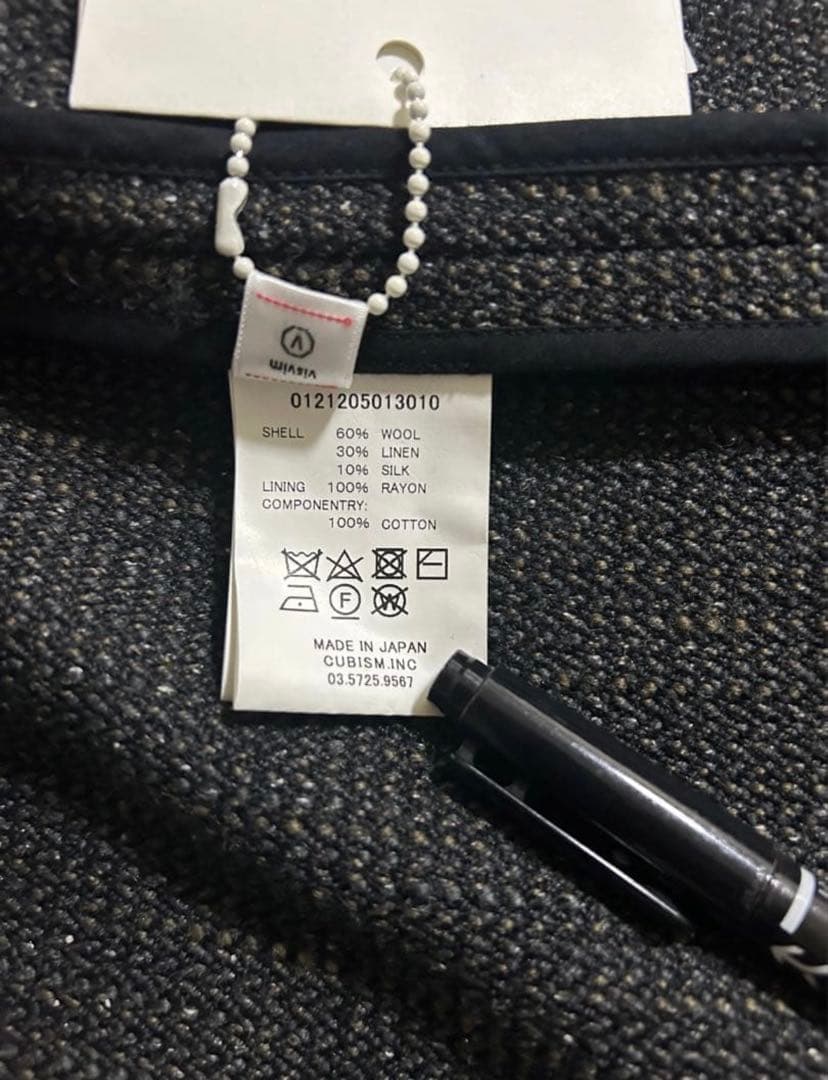 visvim
0121205013010
SHELL 60% WOOL
30% LINEN
10% SILK
LINING 100% RAYON
COMPONENTRY:
100% COTTON
F
W
MADE IN JAPAN
CUBISM.INC
03.5725.9567